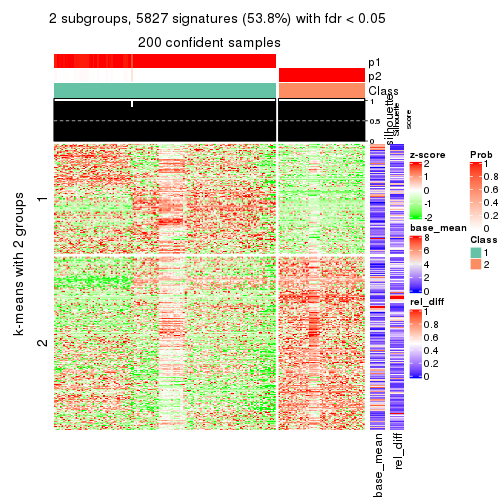 2 subgroups, 5827 signatures (53.8%) with fdr < 0.05
200 confident samples
p1
p2
Class
1
0.5
0
silhouette
Silhouette
score
k-means with 2 groups
1
2
base_mean
rel_diff
z-score
2
1
0
-1
-2
base_mean
8
6
4
2
0
rel_diff
1
0.8
0.6
0.4
0.2
0
Prob
1
0.8
0.6
0.4
0.2
0
Class
1
2